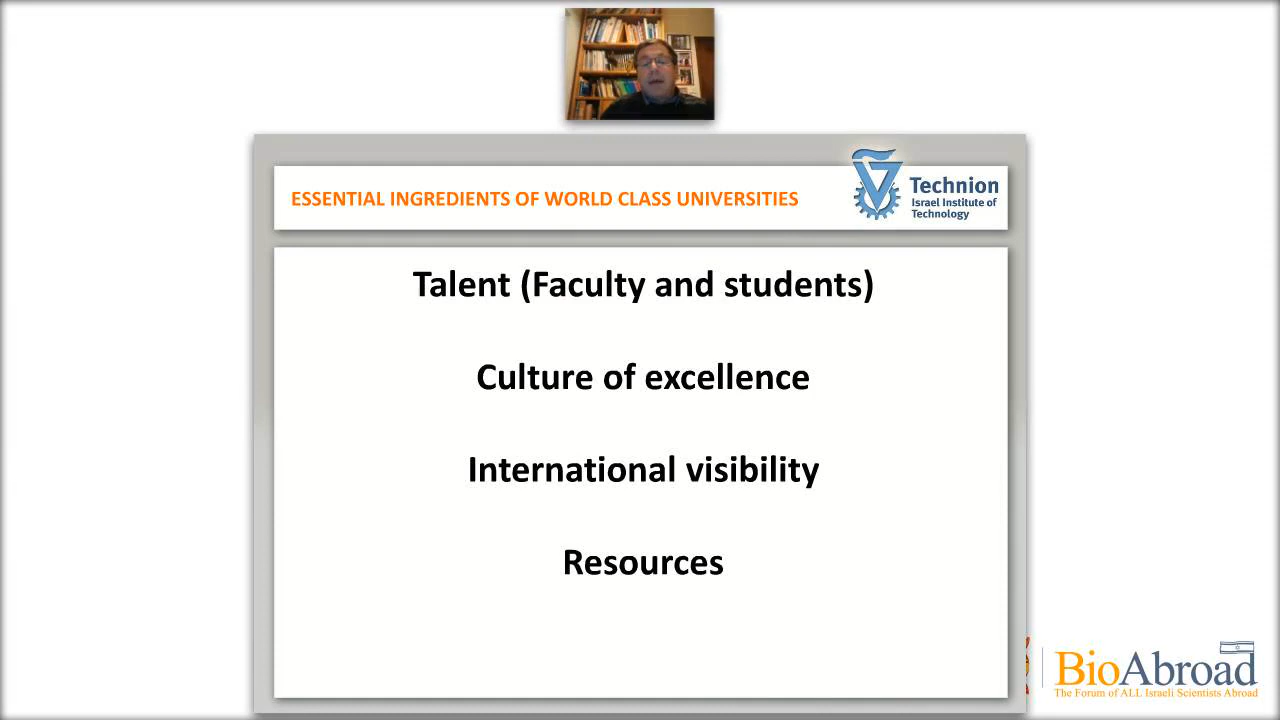 ESSENTIAL INGREDIENTS OF WORLD CLASS UNIVERSITIES
Technion
Israel Institute of
Technology
Talent (Faculty and students)
Culture of excellence
International visibility
Resources
BioAbroad
The Forum of ALL Israeli Scientists Abroad